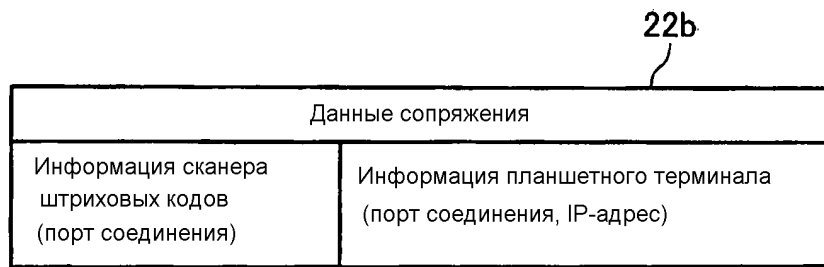 22b
Данные сопряжения
Информация сканера
штриховых кодов
(порт соединения)
Информация планшетного терминала
(порт соединения, IP-адрес)